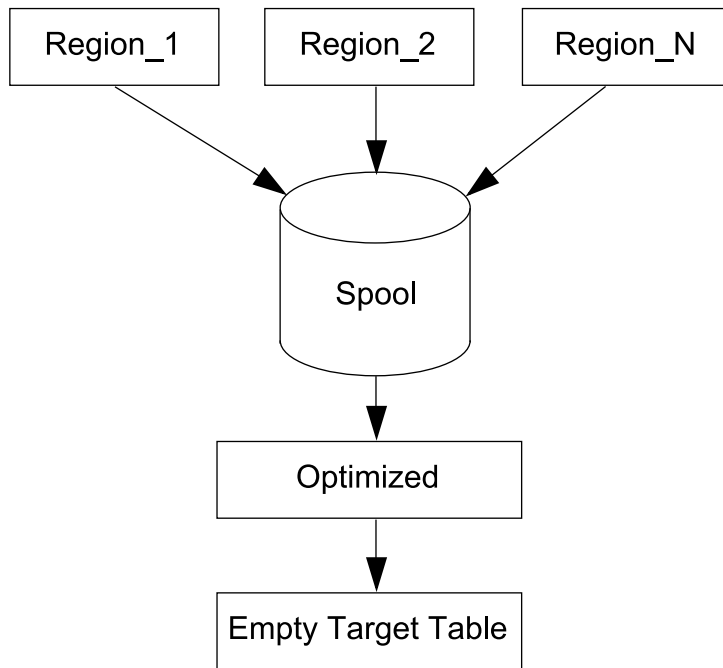 Region_1
Region_2
Region_N
Spool
Optimized
Empty Target Table